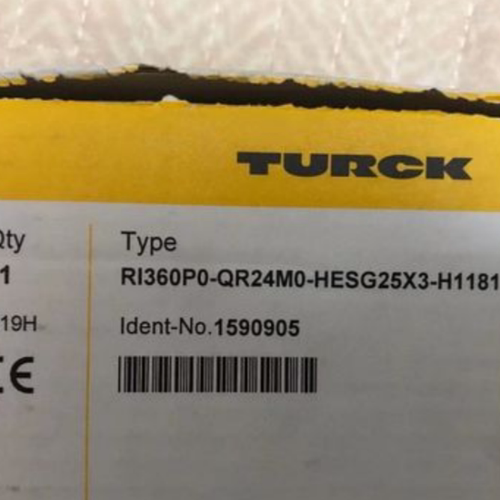 TURCK
Qty
1
Type
RI360P0-QR24M0-HESG25X3-H1181
19H
Ident-No.1590905
CE